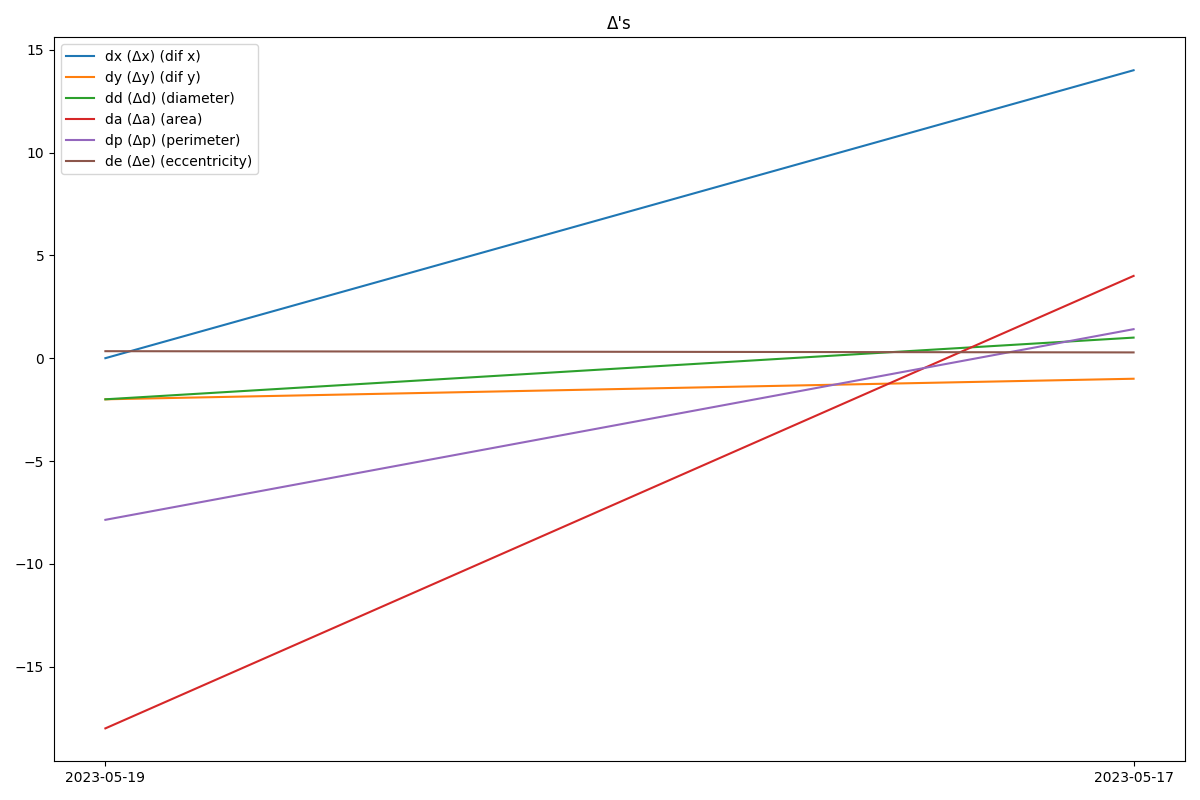 Δ's
15
10
5
0
−5
−10
−15
dx (Δx) (dif x)
dy (Δy) (dif y)
dd (Δd) (diameter)
da (Δa) (area)
dp (Δp) (perimeter)
de (Δe) (eccentricity)
2023-05-19
2023-05-17